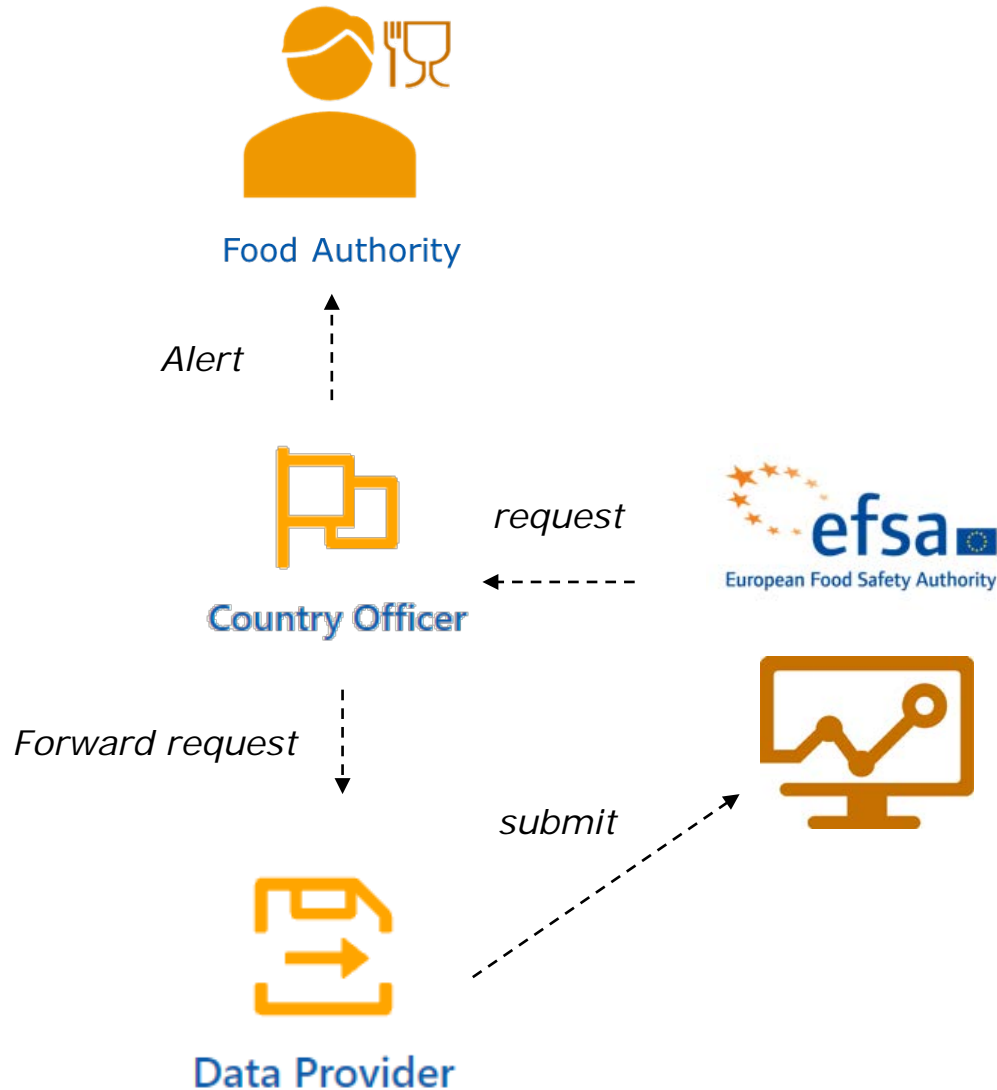 Food Authority
Alert
request
efsa
European Food Safety Authority
Country Officer
Forward request
submit
Data Provider